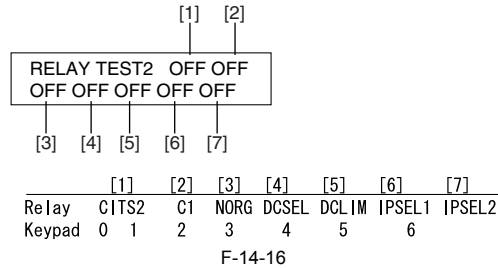 [1] [2]
RELAY TEST2 OFF OFF
OFF OFF OFF OFF OFF
[3] [4] [5] [6] [7]
[1] [2] [3] [4] [5] [6] [7]
Relay CITS2 C1 NORG DCSEL DCLIM IPSEL1 IPSEL2
Keypad 0 1 2 3 4 5 6
F-14-16